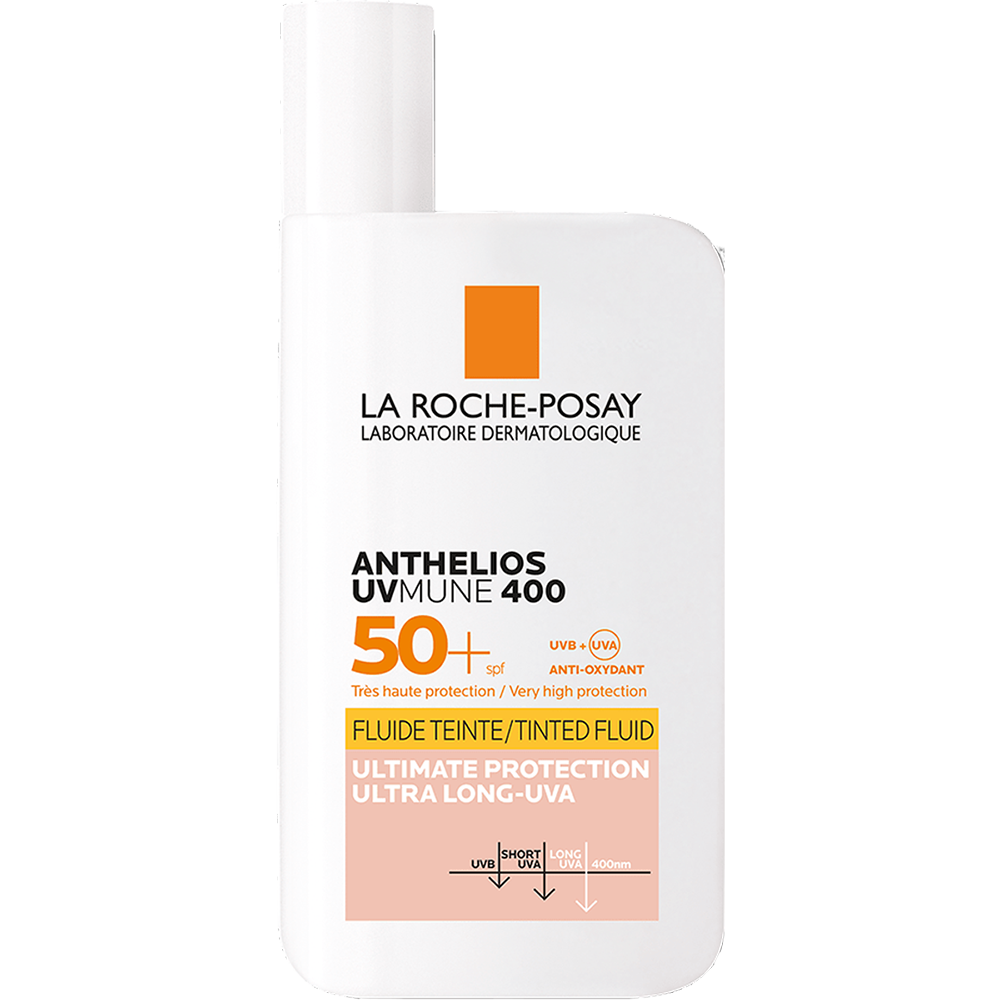 LA ROCHE-POSAY
LABORATOIRE DERMATOLOGIQUE
ANTHELIOS
UVMUNE 400
50+ spf
UVB + UVA
ANTI-OXYDANT
Très haute protection / Very high protection
FLUIDE TEINTE/TINTED FLUID
ULTIMATE PROTECTION
ULTRA LONG-UVA
UVB SHORT UVA LONG UVA 400nm